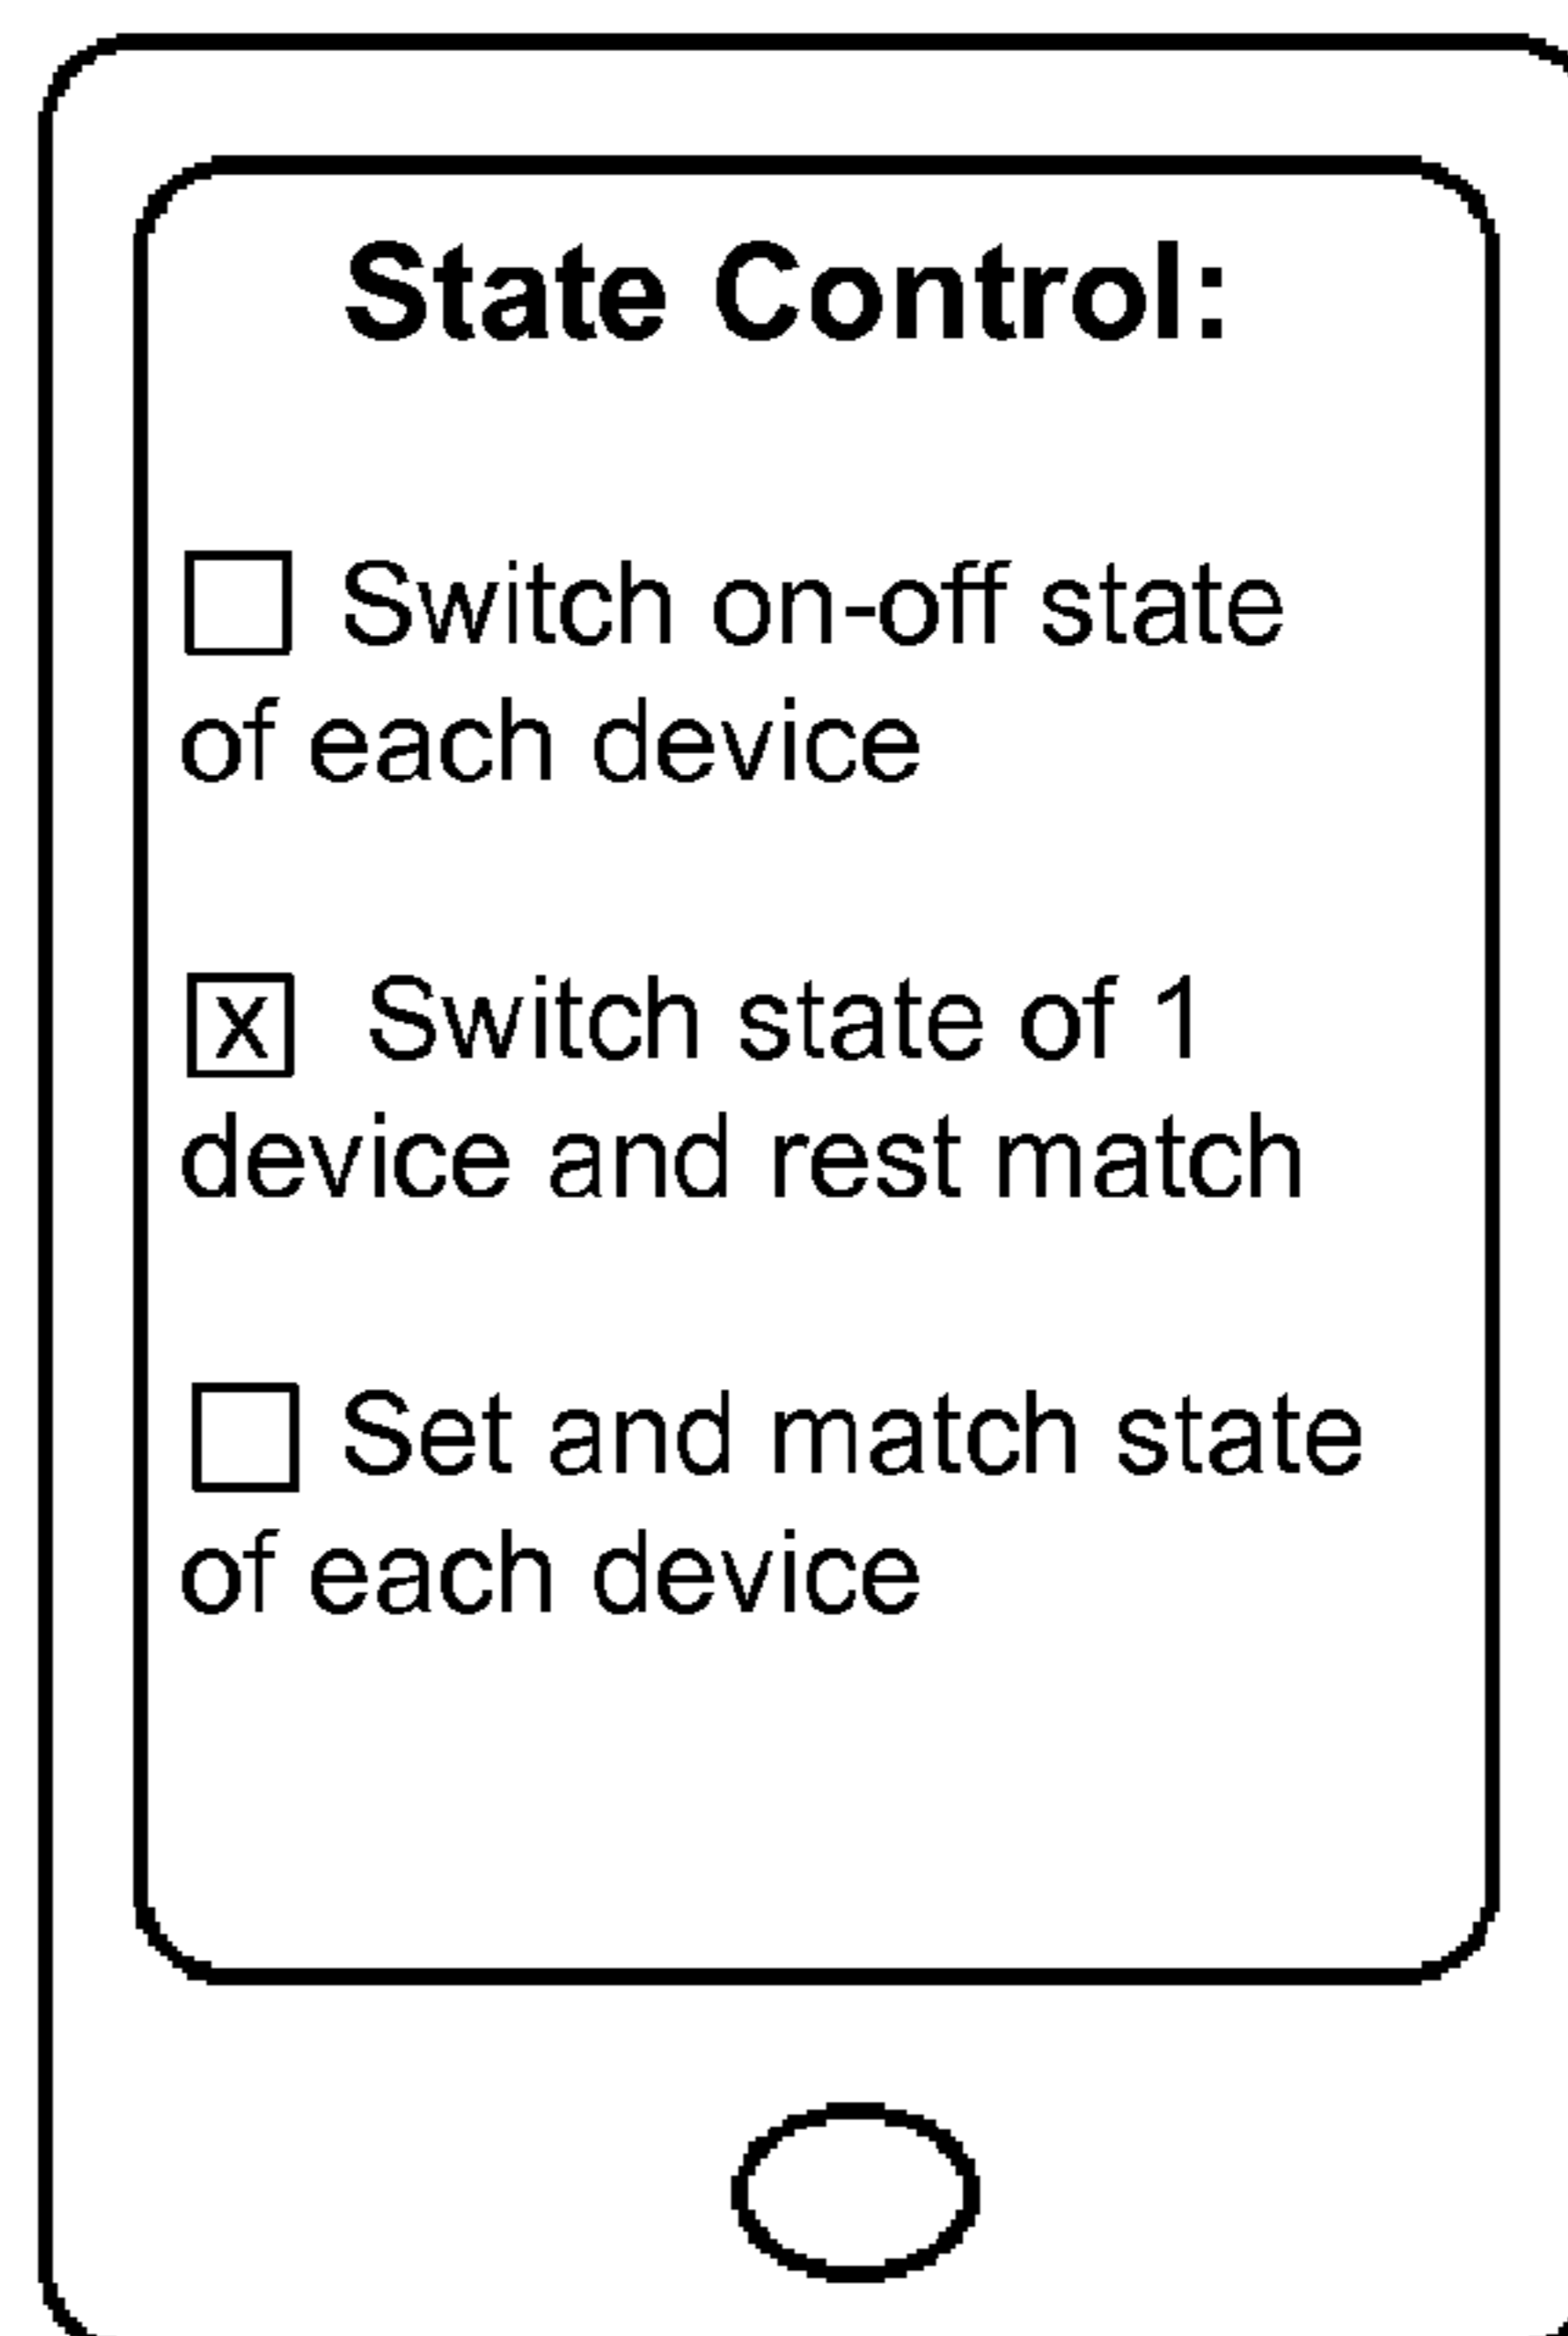 State Control:
Switch on-off state
of each device
x Switch state of 1
device and rest match
Set and match state
of each device